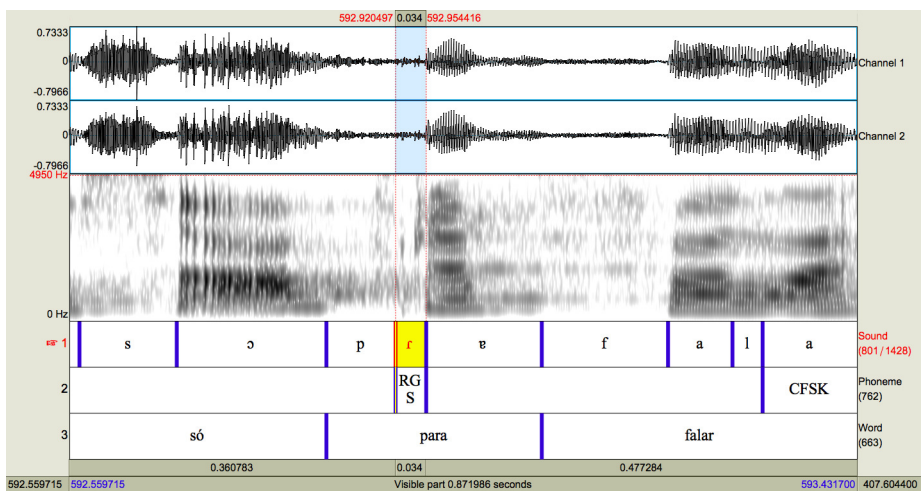 592.920497 0.034 592.954416
0.7333
0
-0.7966
Channel 1
0.7333
0
-0.7966
Channel 2
4950 Hz
0 Hz
1 s ɔ p ɾ ɐ f a l a Sound
(801 / 1428)
2 RG
S CFSK Phoneme
(762)
3 só para falar Word
(663)
0.360783 0.034 0.477284
592.559715 592.559715 Visible part 0.871986 seconds 593.431700 407.604400